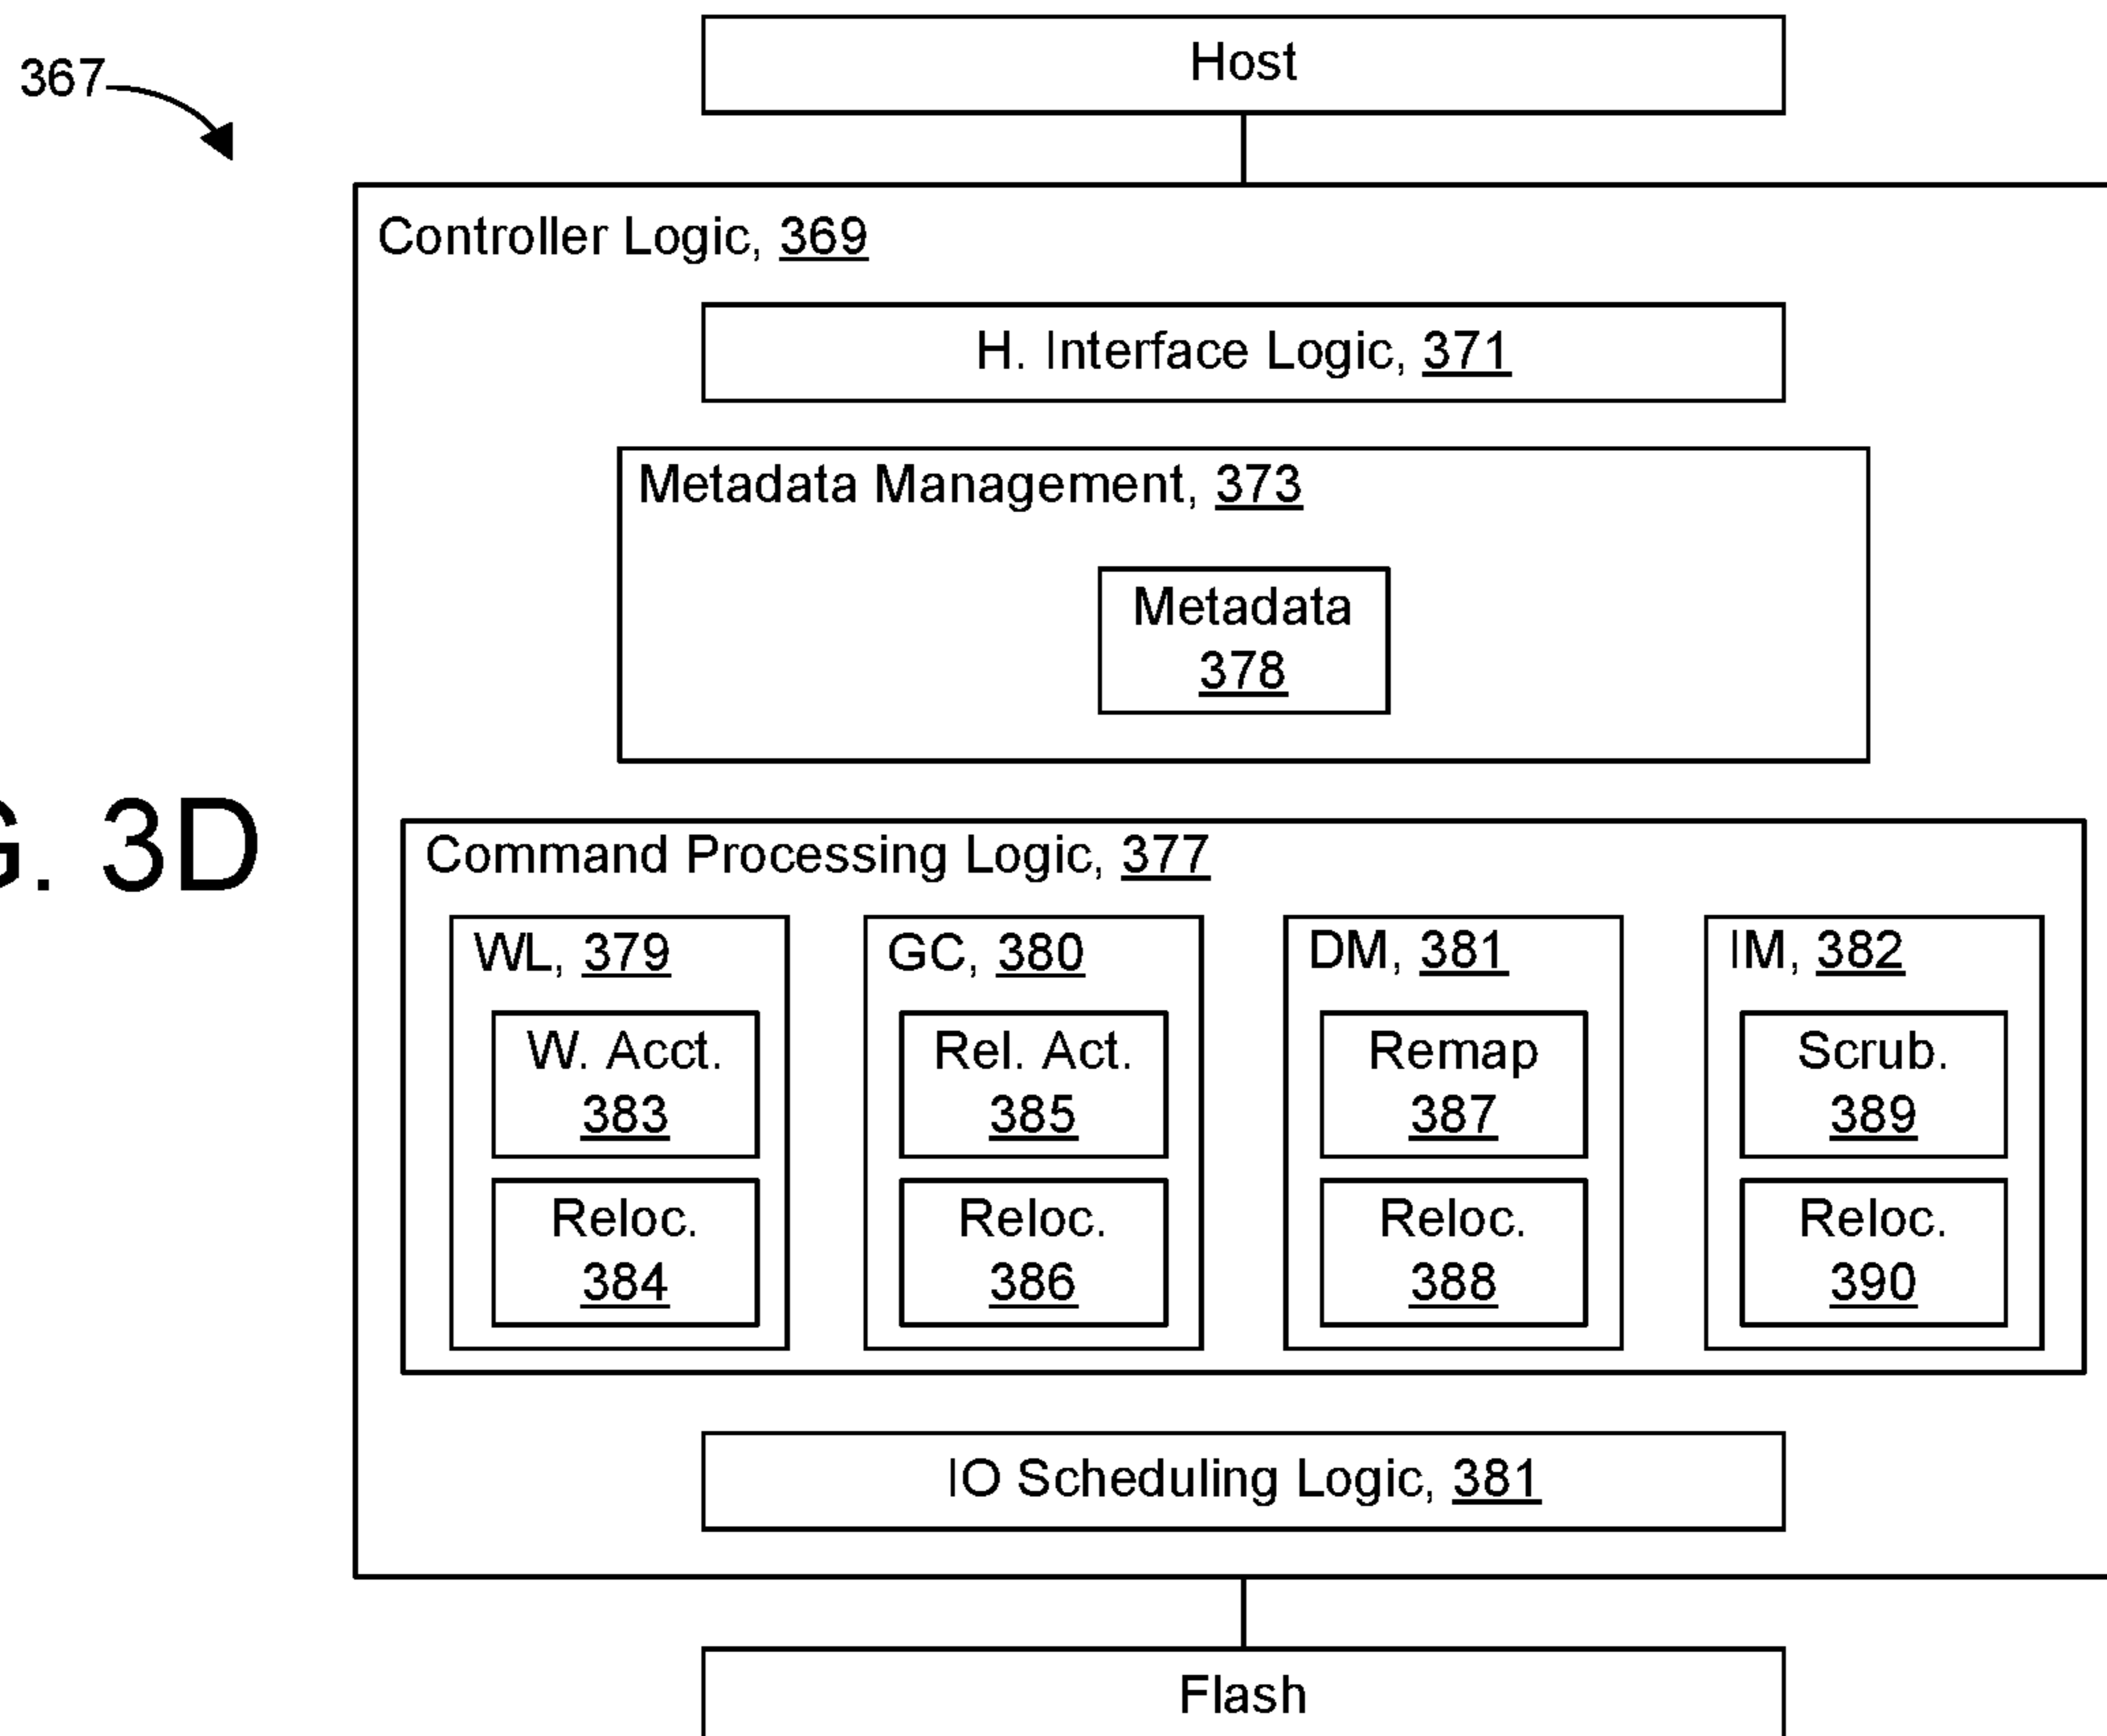 Host
367
Controller Logic, 369
H. Interface Logic, 371
Metadata Management, 373
Metadata
378
G. 3D
Command Processing Logic, 377
WL, 379
W. Acct.
383
Reloc.
384
GC, 380
Rel. Act.
385
Reloc.
386
DM, 381
Remap
387
Reloc.
388
IM, 382
Scrub.
389
Reloc.
390
IO Scheduling Logic, 381
Flash